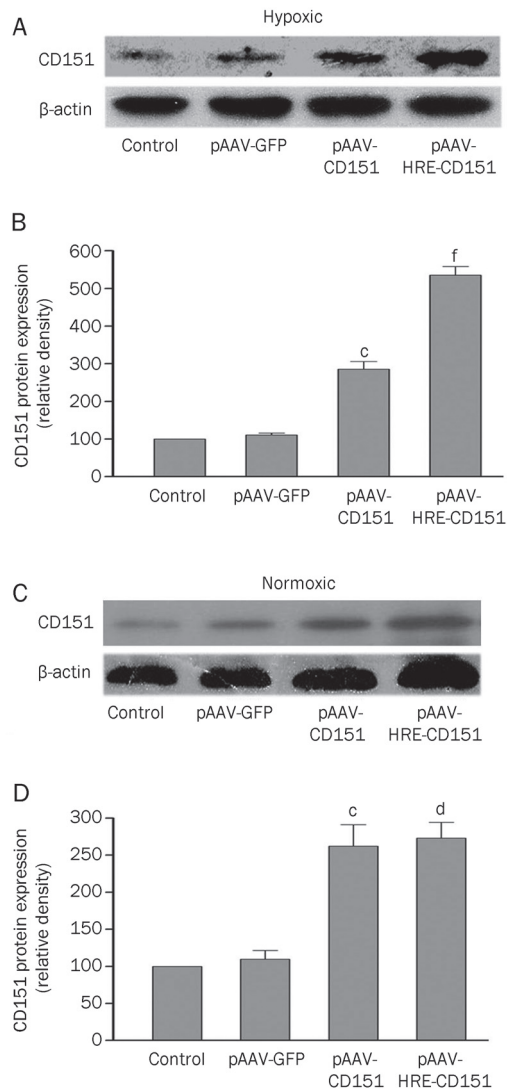 A
Hypoxic
CD151
β-actin
Control
pAAV-GFP
pAAV-
CD151
pAAV-
HRE-CD151
B
CD151 protein expression
(relative density)
600
500
400
300
200
100
0
c
f
Control
pAAV-GFP
pAAV-
CD151
pAAV-
HRE-CD151
C
Normoxic
CD151
β-actin
Control
pAAV-GFP
pAAV-
CD151
pAAV-
HRE-CD151
D
CD151 protein expression
(relative density)
300
250
200
150
100
50
0
c
d
Control
pAAV-GFP
pAAV-
CD151
pAAV-
HRE-CD151